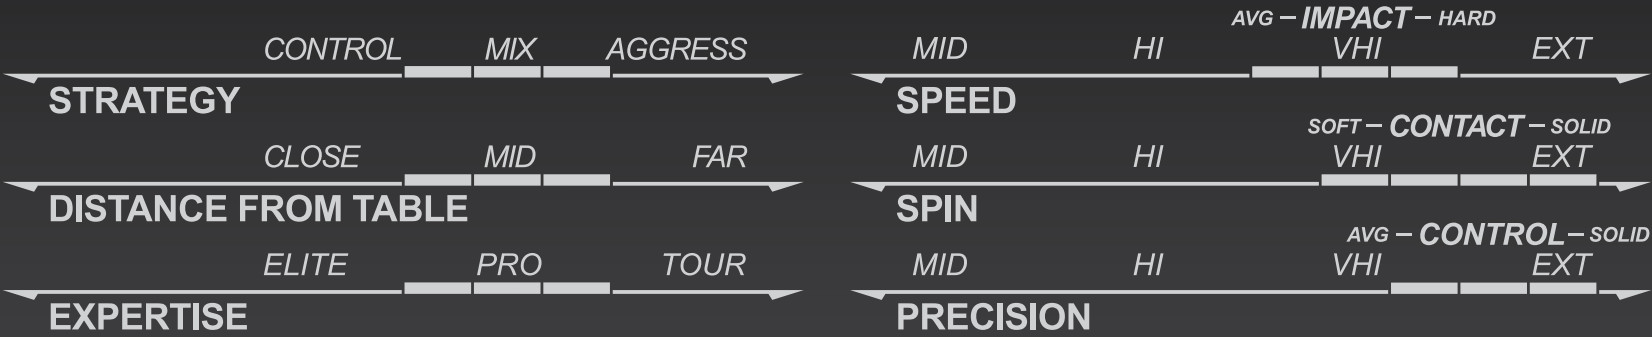 AVG – IMPACT – HARD
CONTROL MIX AGGRESS
MID HI VHI EXT
STRATEGY
SPEED
SOFT – CONTACT – SOLID
CLOSE MID FAR
MID HI VHI EXT
DISTANCE FROM TABLE
SPIN
AVG – CONTROL – SOLID
ELITE PRO TOUR
MID HI VHI EXT
EXPERTISE
PRECISION